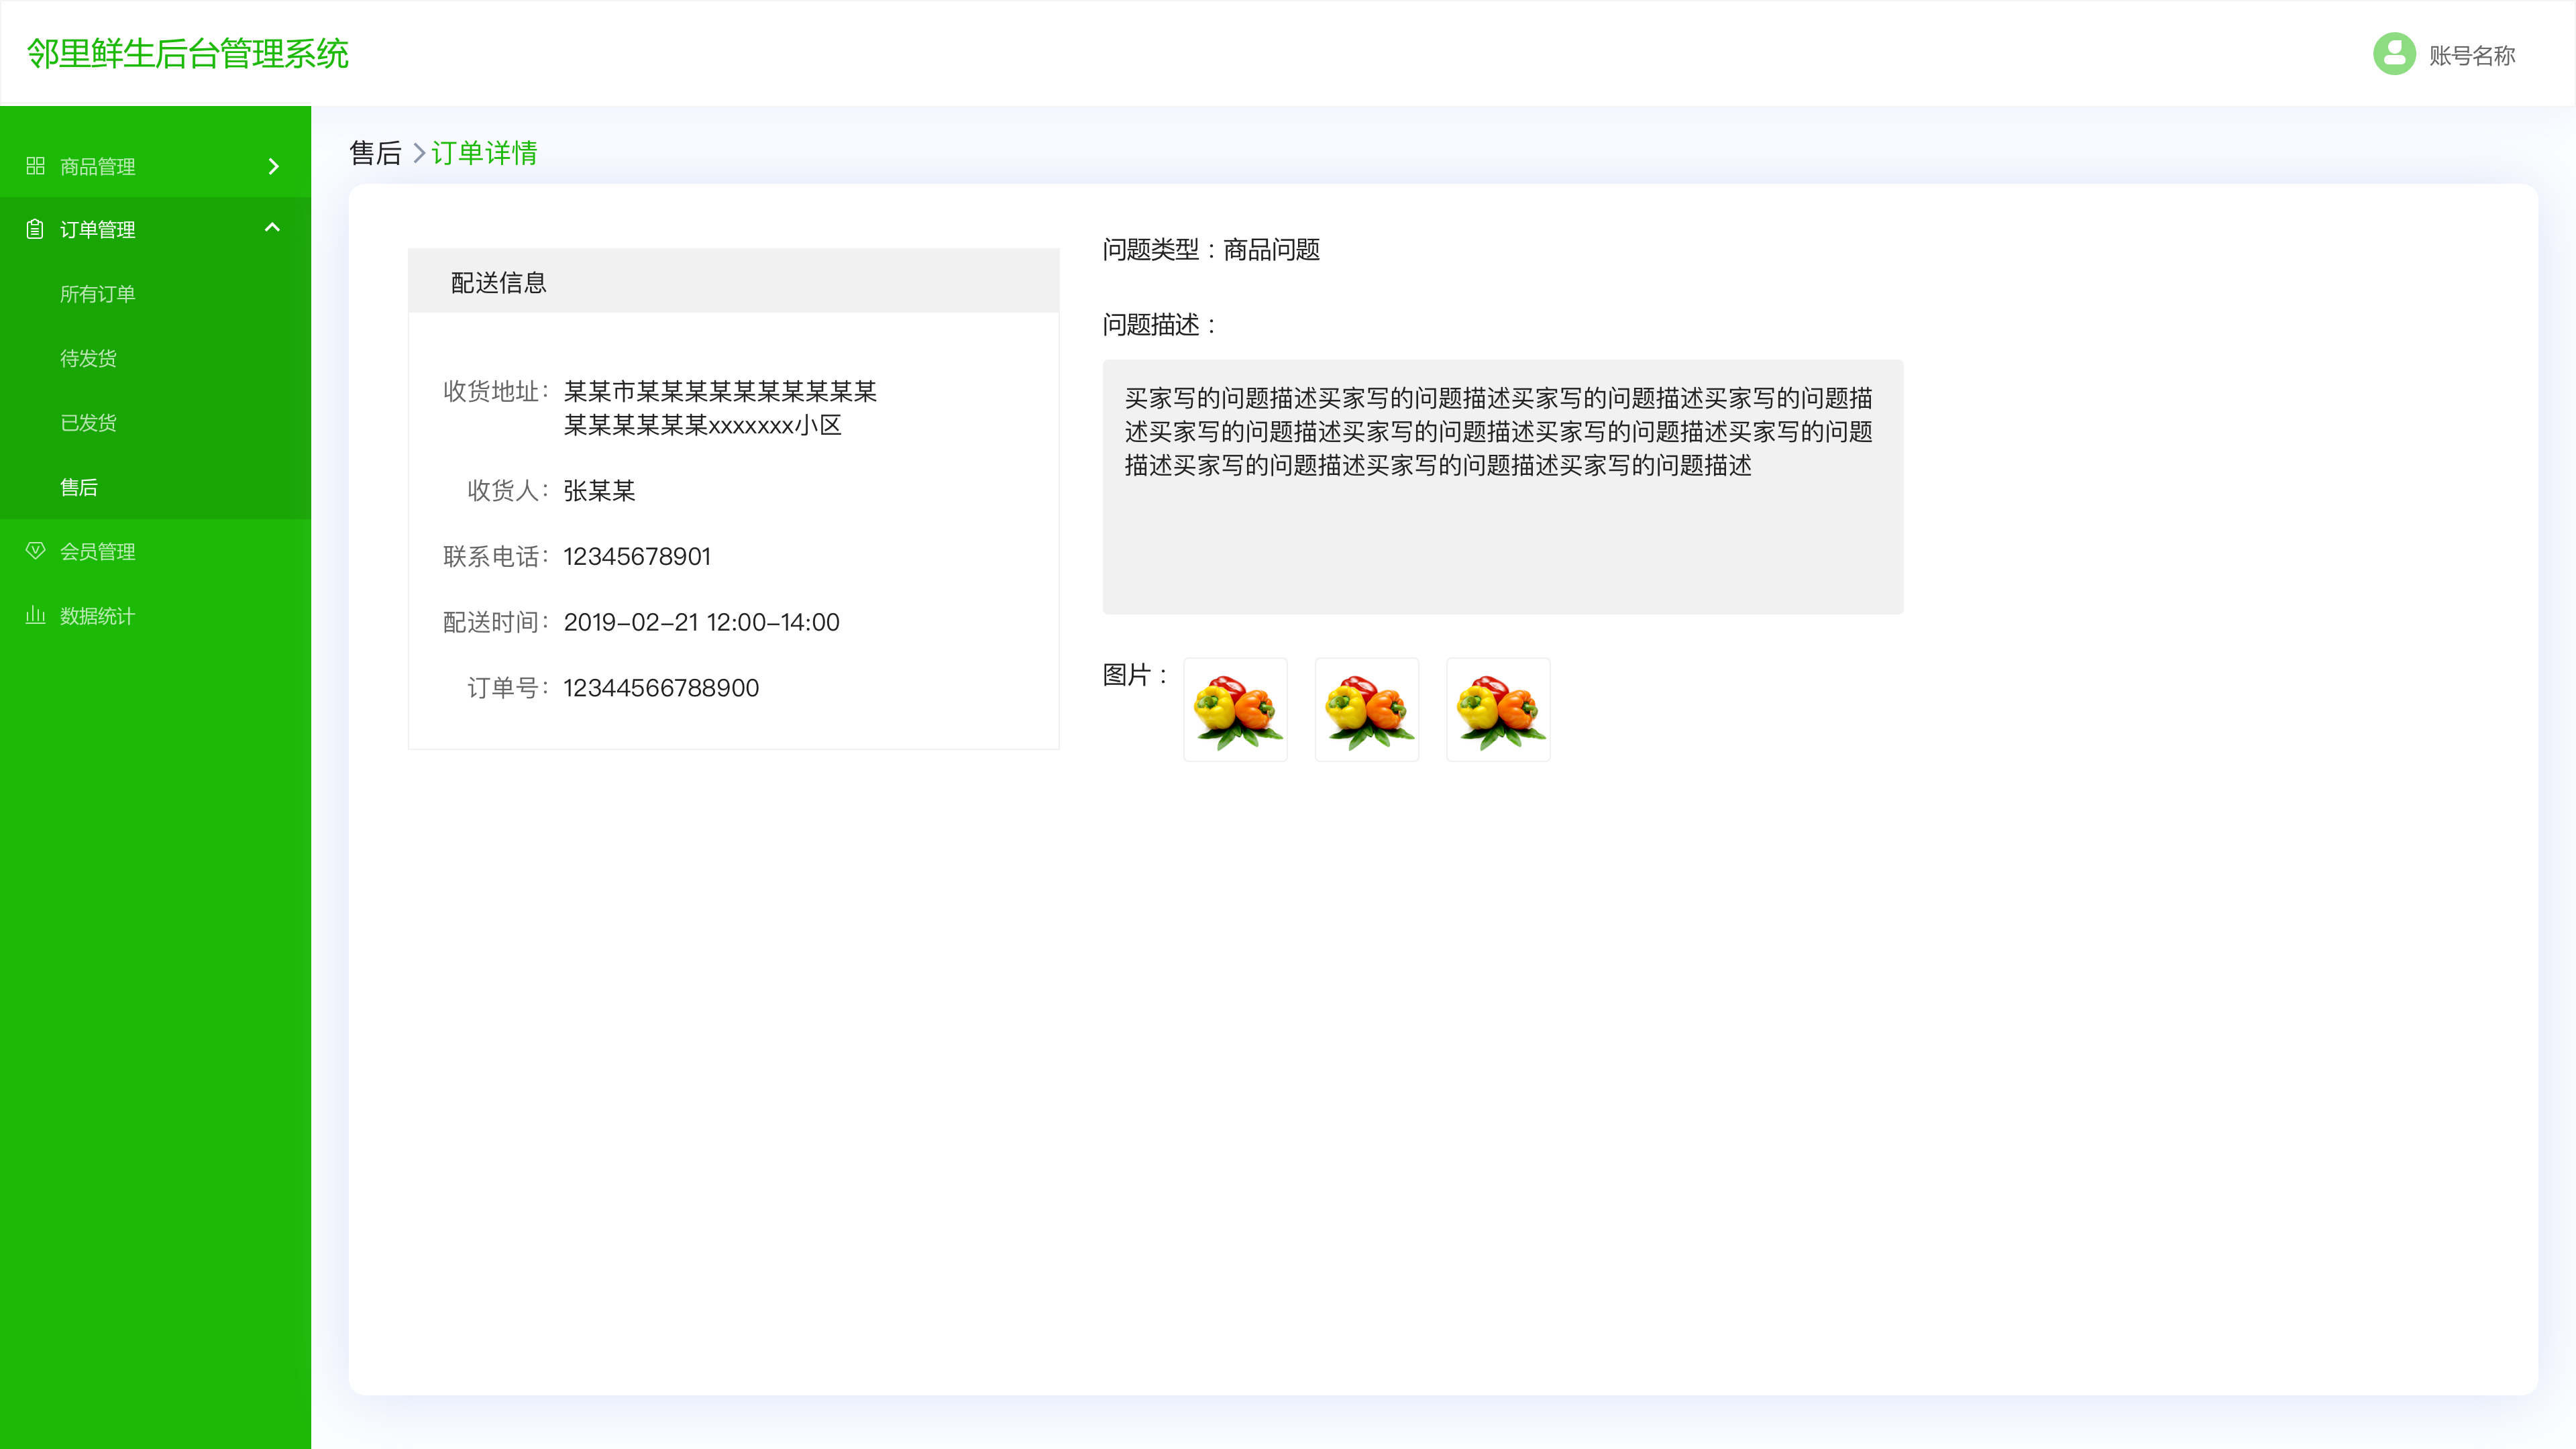 邻里鲜生后台管理系统
账号名称
商品管理
订单管理
所有订单
待发货
已发货
售后
会员管理
数据统计
售后 > 订单详情
配送信息
收货地址： 某某市某某某某某某某某某某
某某某某某某xxxxxxx小区
收货人： 张某某
联系电话： 12345678901
配送时间： 2019-02-21 12:00-14:00
订单号： 12344566788900
问题类型：商品问题
问题描述：
买家写的问题描述买家写的问题描述买家写的问题描述买家写的问题描
述买家写的问题描述买家写的问题描述买家写的问题描述买家写的问题
描述买家写的问题描述买家写的问题描述买家写的问题描述
图片：